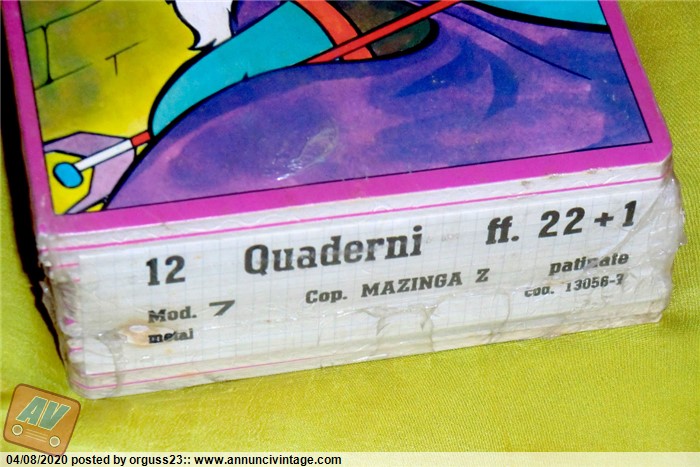 12 Quaderni ff. 22 + 1
Mod. 7 Cop. MAZINGA Z patinate
metal cod. 13056-7
AV
04/08/2020 posted by orguss23:: www.annuncivintage.com